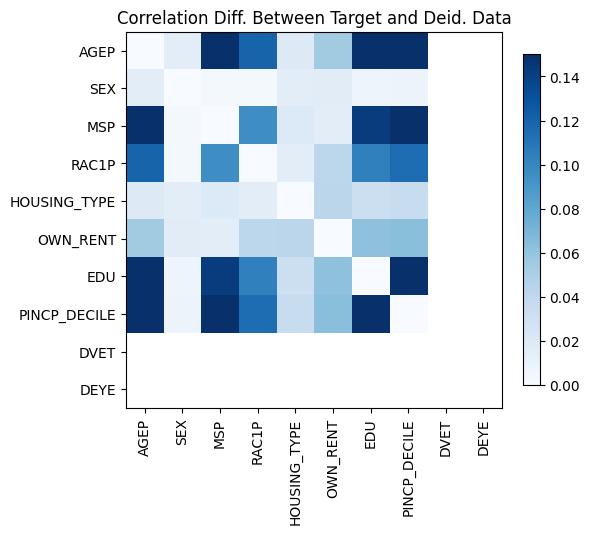 Correlation Diff. Between Target and Deid. Data
AGEP
SEX
MSP
RAC1P
HOUSING_TYPE
OWN_RENT
EDU
PINCP_DECILE
DVET
DEYE
AGEP
SEX
MSP
RAC1P
HOUSING_TYPE
OWN_RENT
EDU
PINCP_DECILE
DVET
DEYE
0.14
0.12
0.10
0.08
0.06
0.04
0.02
0.00